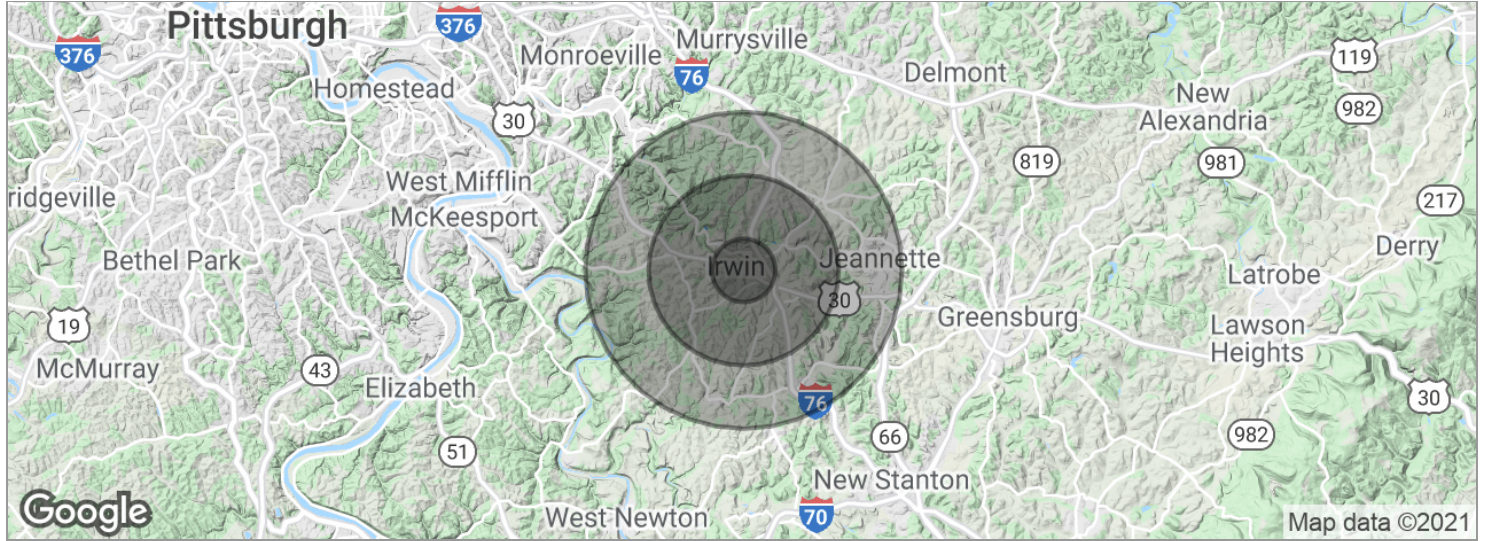 Pittsburgh
376
376
Monroeville
Murrysville
76
Homestead
30
Delmont
119
New
Alexandria
982
819
981
West Mifflin
McKeesport
ridgeville
217
Bethel Park
Irwin
Jeannette
30
Derry
Latrobe
19
Greensburg
Lawson
Heights
McMurray
43
Elizabeth
76
30
51
66
982
New Stanton
West Newton
70
Google
Map data ©2021